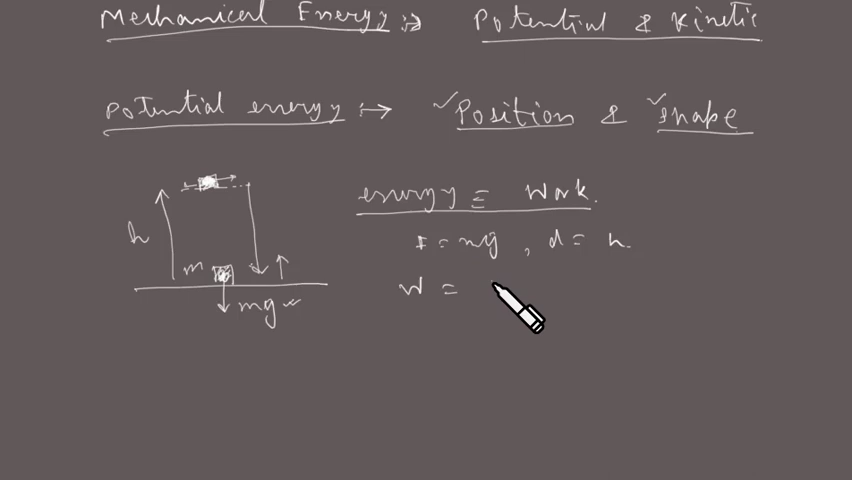 Mechanical Energy :→ Potential & Kinetic
Potential energy :→ ✓Position & ✓Shape
energy ≡ Work.
h
F = mg , d = h.
m
W =
mg